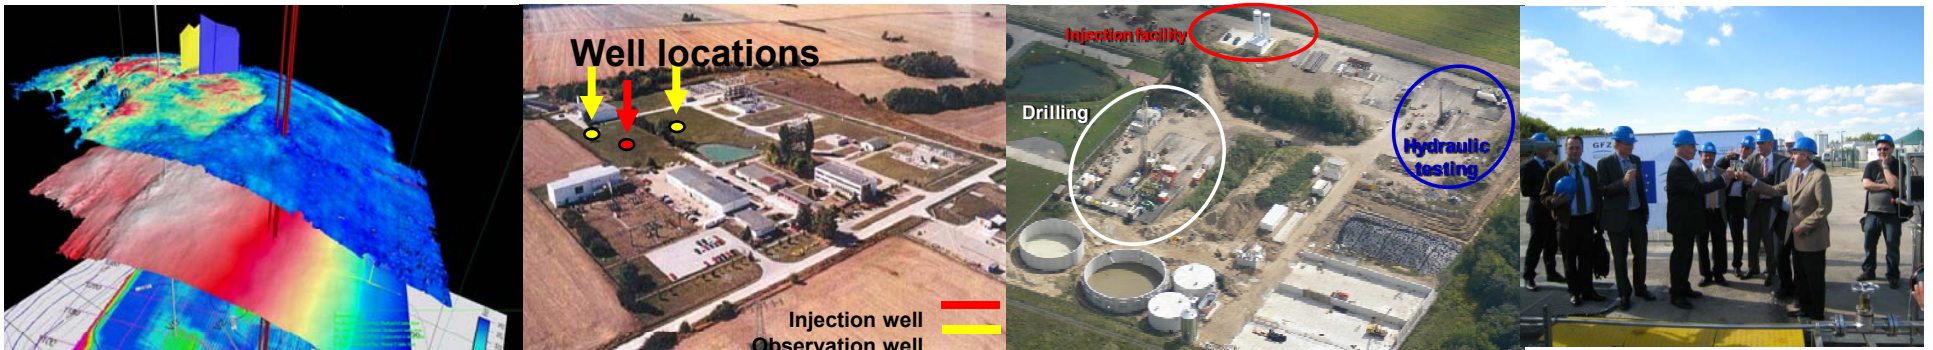 Well locations
Injection well
Observation well
Injection facility
Drilling
Hydraulic
testing
GFZ